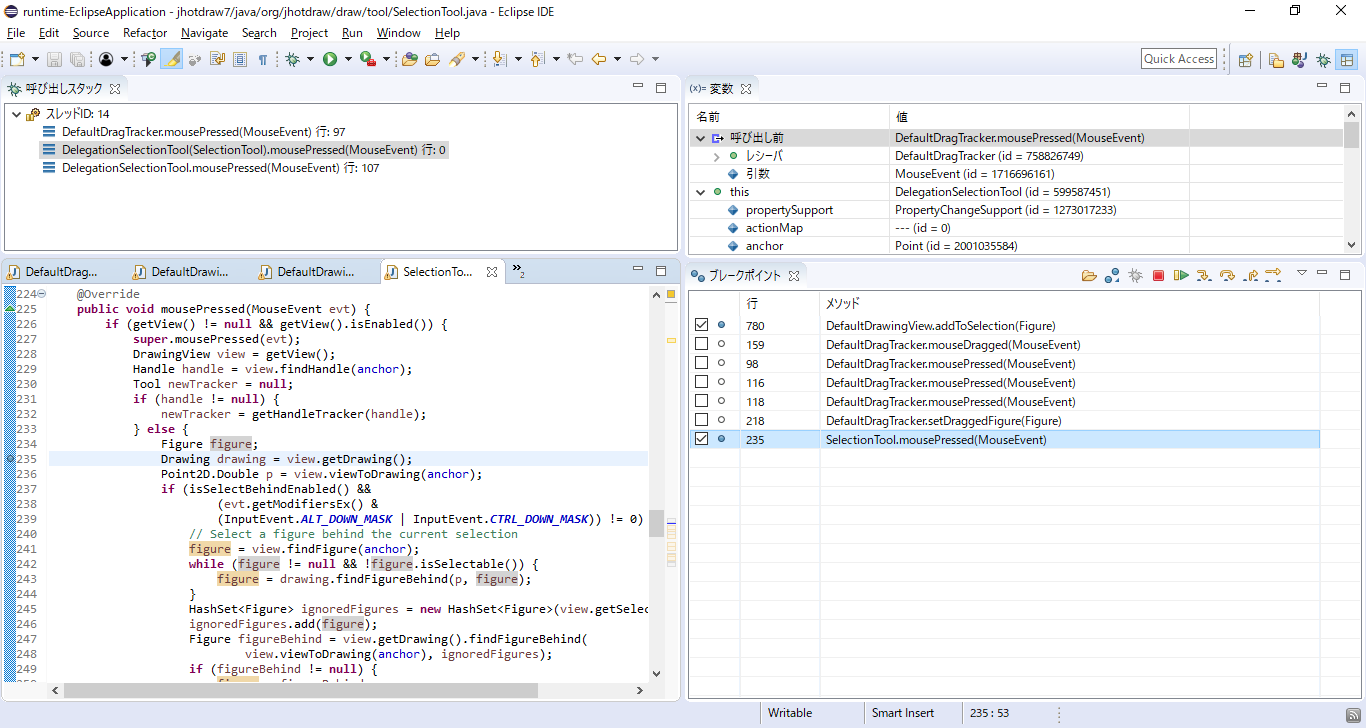 runtime-EclipseApplication - jhotdraw7/java/org/jhotdraw/draw/tool/SelectionTool.java - Eclipse IDE
File Edit Source Refactor Navigate Search Project Run Window Help
Quick Access
呼び出しスタック
スレッドID: 14
DefaultDragTracker.mousePressed(MouseEvent) 行: 97
DelegationSelectionTool(SelectionTool).mousePressed(MouseEvent) 行: 0
DelegationSelectionTool.mousePressed(MouseEvent) 行: 107
(x)= 変数
名前 値
呼び出し前 DefaultDragTracker.mousePressed(MouseEvent)
レシーバ DefaultDragTracker (id = 758826749)
引数 MouseEvent (id = 1716696161)
this DelegationSelectionTool (id = 599587451)
propertySupport PropertyChangeSupport (id = 1273017233)
actionMap --- (id = 0)
anchor Point (id = 2001035584)
DefaultDrag... DefaultDrawi... DefaultDrawi... SelectionTo... »2
224 @Override
225 public void mousePressed(MouseEvent evt) {
226 if (getView() != null && getView().isEnabled()) {
227 super.mousePressed(evt);
228 DrawingView view = getView();
229 Handle handle = view.findHandle(anchor);
230 Tool newTracker = null;
231 if (handle != null) {
232 newTracker = getHandleTracker(handle);
233 } else {
234 Figure figure;
235 Drawing drawing = view.getDrawing();
236 Point2D.Double p = view.viewToDrawing(anchor);
237 if (isSelectBehindEnabled() &&
238 (evt.getModifiersEx() &
239 (InputEvent.ALT_DOWN_MASK | InputEvent.CTRL_DOWN_MASK)) != 0)
240 // Select a figure behind the current selection
241 figure = view.findFigure(anchor);
242 while (figure != null && !figure.isSelectable()) {
243 figure = drawing.findFigureBehind(p, figure);
244 }
245 HashSet<Figure> ignoredFigures = new HashSet<Figure>(view.getSelec
246 ignoredFigures.add(figure);
247 Figure figureBehind = view.getDrawing().findFigureBehind(
248 view.viewToDrawing(anchor), ignoredFigures);
249 if (figureBehind != null) {
ブレークポイント
行 メソッド
780 DefaultDrawingView.addToSelection(Figure)
159 DefaultDragTracker.mouseDragged(MouseEvent)
98 DefaultDragTracker.mousePressed(MouseEvent)
116 DefaultDragTracker.mousePressed(MouseEvent)
118 DefaultDragTracker.mousePressed(MouseEvent)
218 DefaultDragTracker.setDraggedFigure(Figure)
235 SelectionTool.mousePressed(MouseEvent)
Writable Smart Insert 235 : 53